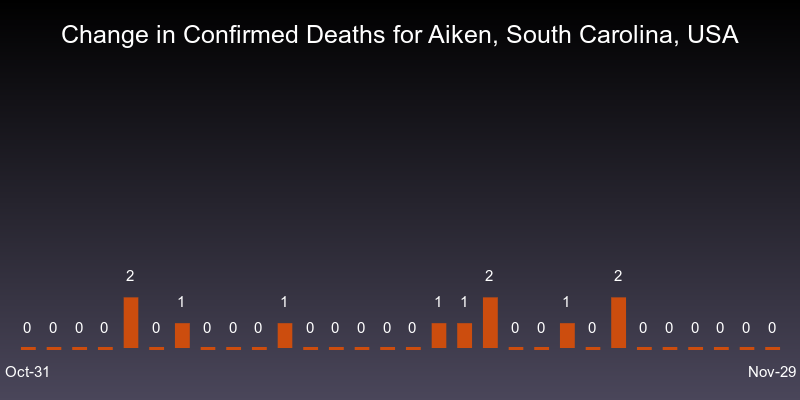 Change in Confirmed Deaths for Aiken, South Carolina, USA
0 0 0 0 2 0 1 0 0 0 1 0 0 0 0 0 1 1 2 0 0 1 0 2 0 0 0 0 0 0
Oct-31 Nov-29